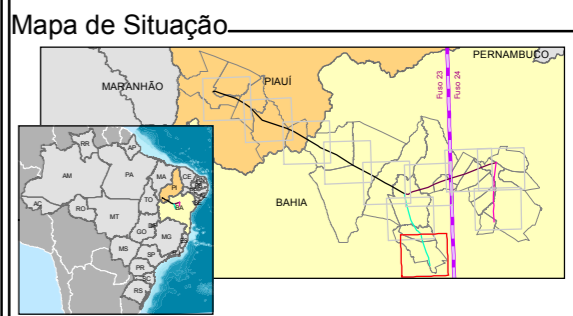 Mapa de Situação
PERNAMBUCO
MARANHÃO
PIAUÍ
Fuso 23
Fuso 24
BAHIA
RR
AP
AM
PA
MA
CE
PI
AC
RO
TO
BA
MT
GO
MG
MS
SP
PR
SC
RS